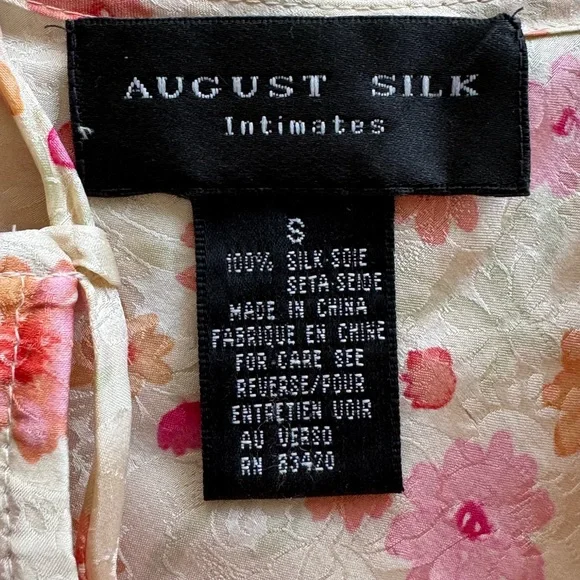 AUGUST SILK
Intimates
S
100% SILK-SOIE
SETA-SEIDE
MADE IN CHINA
FABRIQUE EN CHINE
FOR CARE SEE
REVERSE/POUR
ENTRETIEN VOIR
AU VERSO
RN 85420